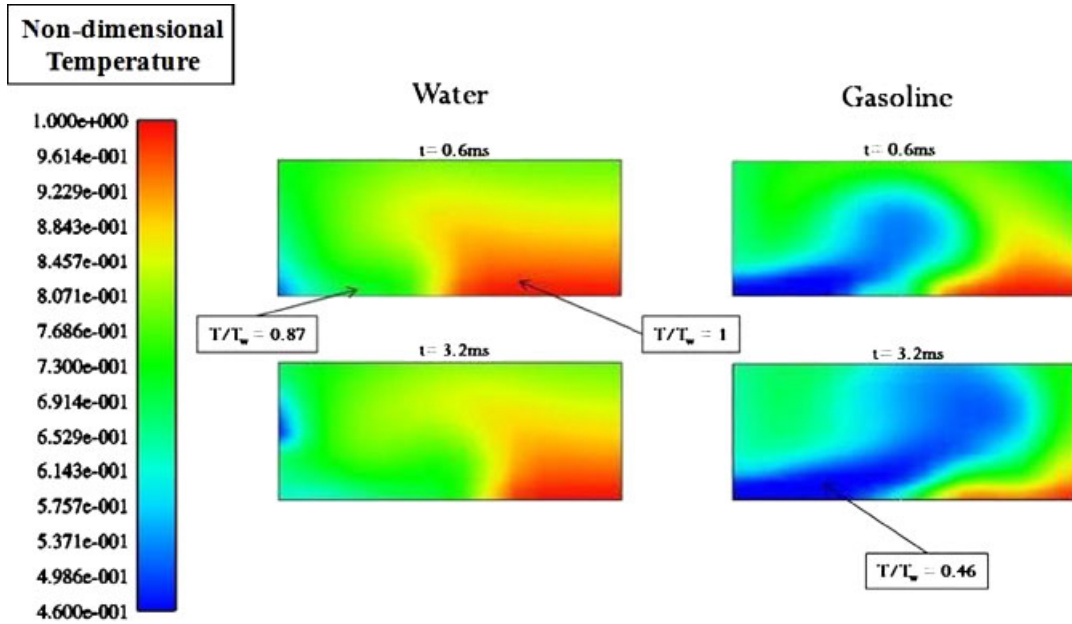 Non-dimensional
Temperature
1.000e+000
9.614e-001
9.229e-001
8.843e-001
8.457e-001
8.071e-001
7.686e-001
7.300e-001
6.914e-001
6.529e-001
6.143e-001
5.757e-001
5.371e-001
4.986e-001
4.600e-001
Water
t= 0.6ms
T/Tw = 0.87
T/Tw = 1
t= 3.2ms
Gasoline
t= 0.6ms
t= 3.2ms
T/Tw = 0.46